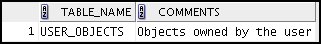 TABLE_NAME COMMENTS
1 USER_OBJECTS Objects owned by the user